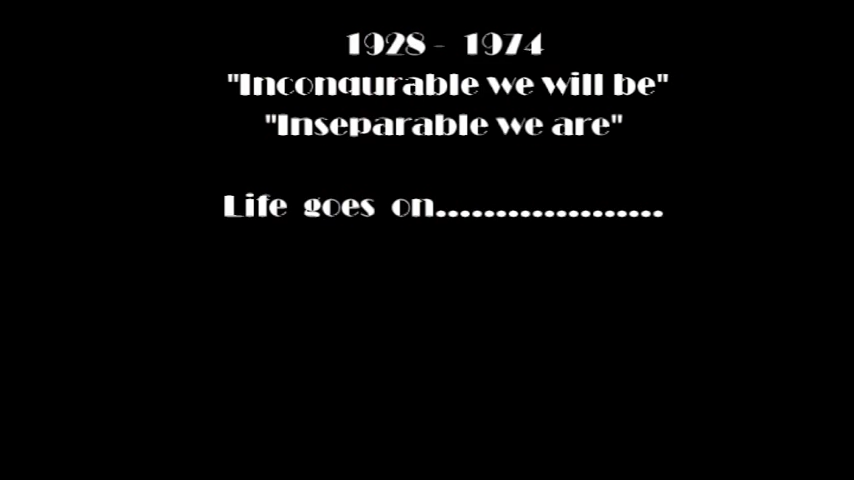 1928 - 1974
"Inconqurable we will be"
"Inseparable we are"
Life goes on...................